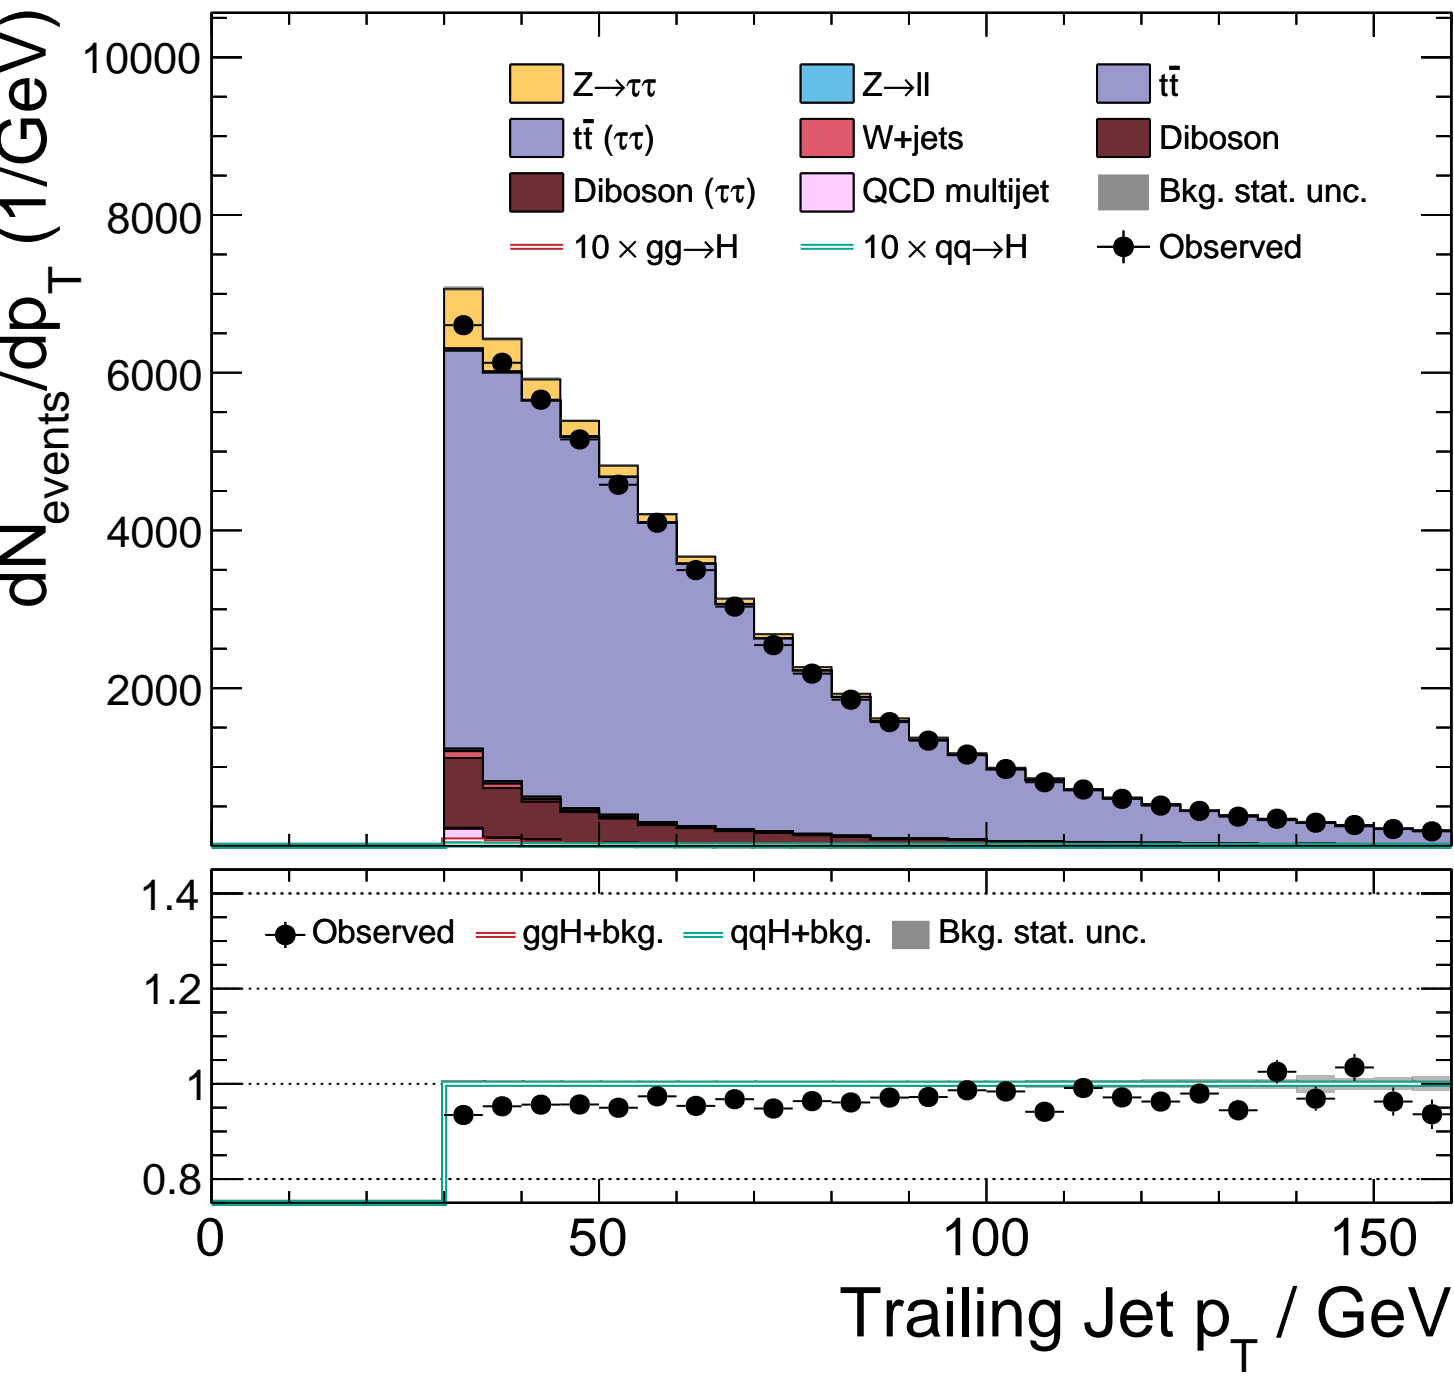 dN_events/dp_T (1/GeV)
10000
8000
6000
4000
2000
Z→ττ Z→ll tt̄
tt̄ (ττ) W+jets Diboson
Diboson (ττ) QCD multijet Bkg. stat. unc.
10 × gg→H 10 × qq→H Observed
1.4
1.2
1
0.8
Observed ggH+bkg. qqH+bkg. Bkg. stat. unc.
0 50 100 150
Trailing Jet p_T / GeV